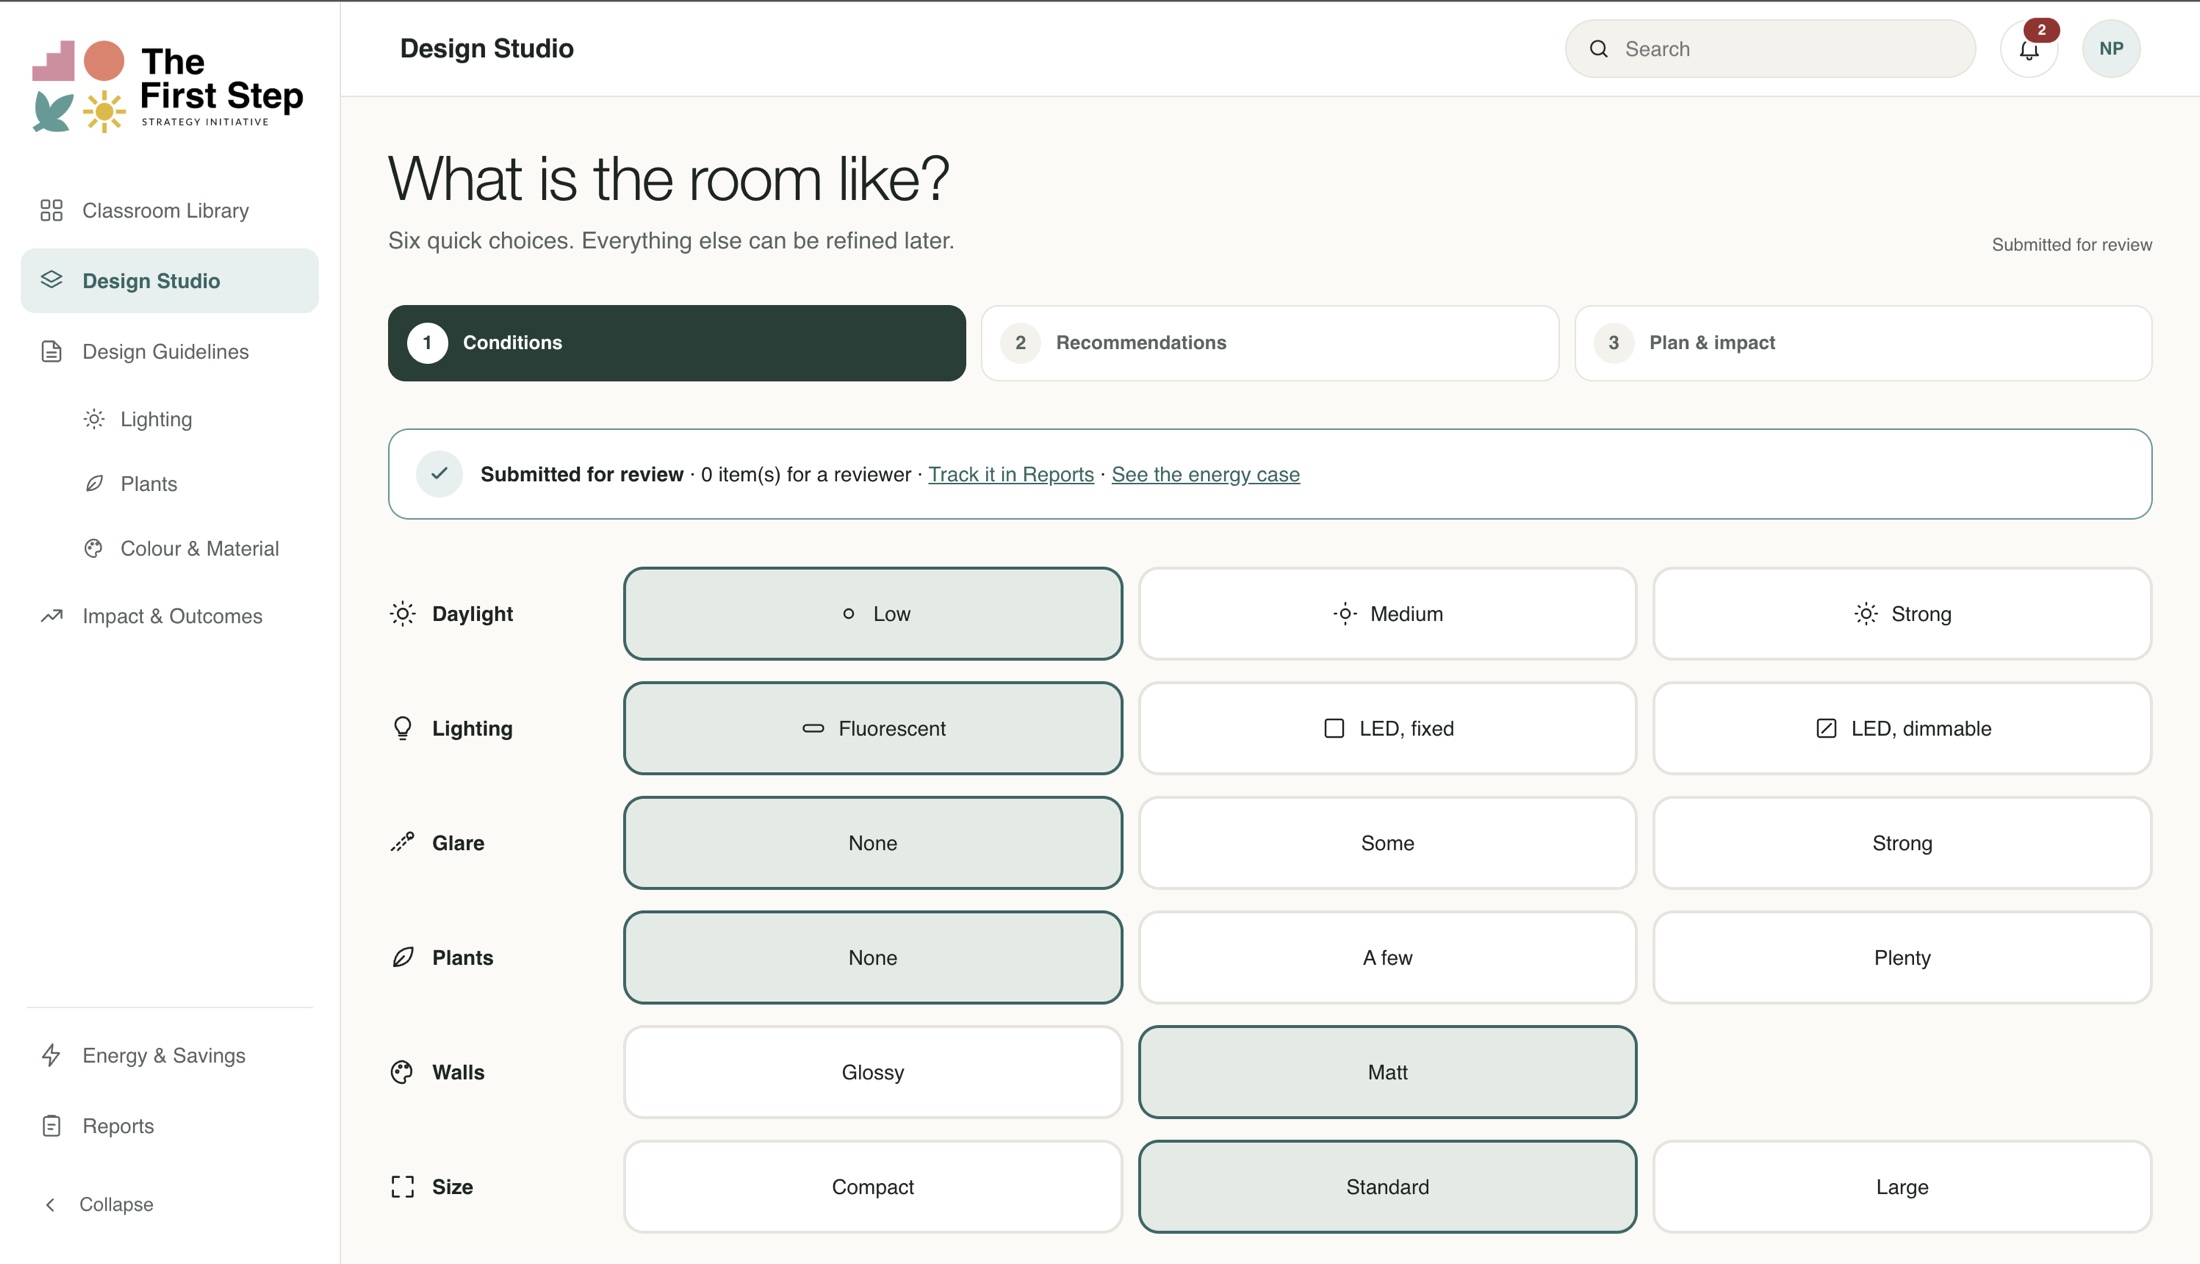 The
First Step
STRATEGY INITIATIVE
Classroom Library
Design Studio
Design Guidelines
Lighting
Plants
Colour & Material
Impact & Outcomes
Energy & Savings
Reports
Collapse
Design Studio
Search
2
NP
What is the room like?
Six quick choices. Everything else can be refined later.
Submitted for review
1 Conditions
2 Recommendations
3 Plan & impact
Submitted for review · 0 item(s) for a reviewer · Track it in Reports · See the energy case
Daylight Low Medium Strong
Lighting Fluorescent LED, fixed LED, dimmable
Glare None Some Strong
Plants None A few Plenty
Walls Glossy Matt
Size Compact Standard Large